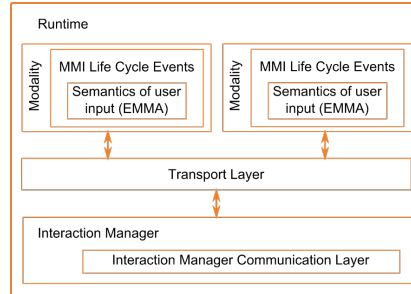 Runtime
Modality
MMI Life Cycle Events
Semantics of user
input (EMMA)
Modality
MMI Life Cycle Events
Semantics of user
input (EMMA)
Transport Layer
Interaction Manager
Interaction Manager Communication Layer